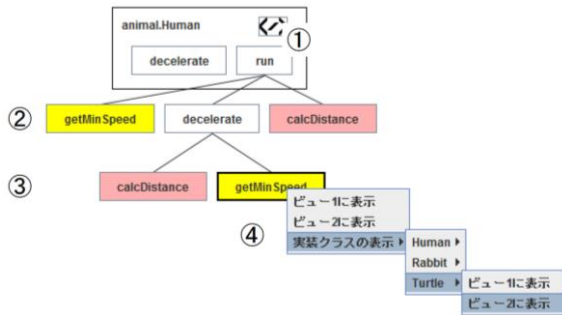 animal.Human
①
decelerate run
② getMinSpeed decelerate calcDistance
③ calcDistance getMinSpeed
④ ビュー1に表示
ビュー2に表示
実装クラスの表示
Human
Rabbit
Turtle ビュー1に表示
ビュー2に表示